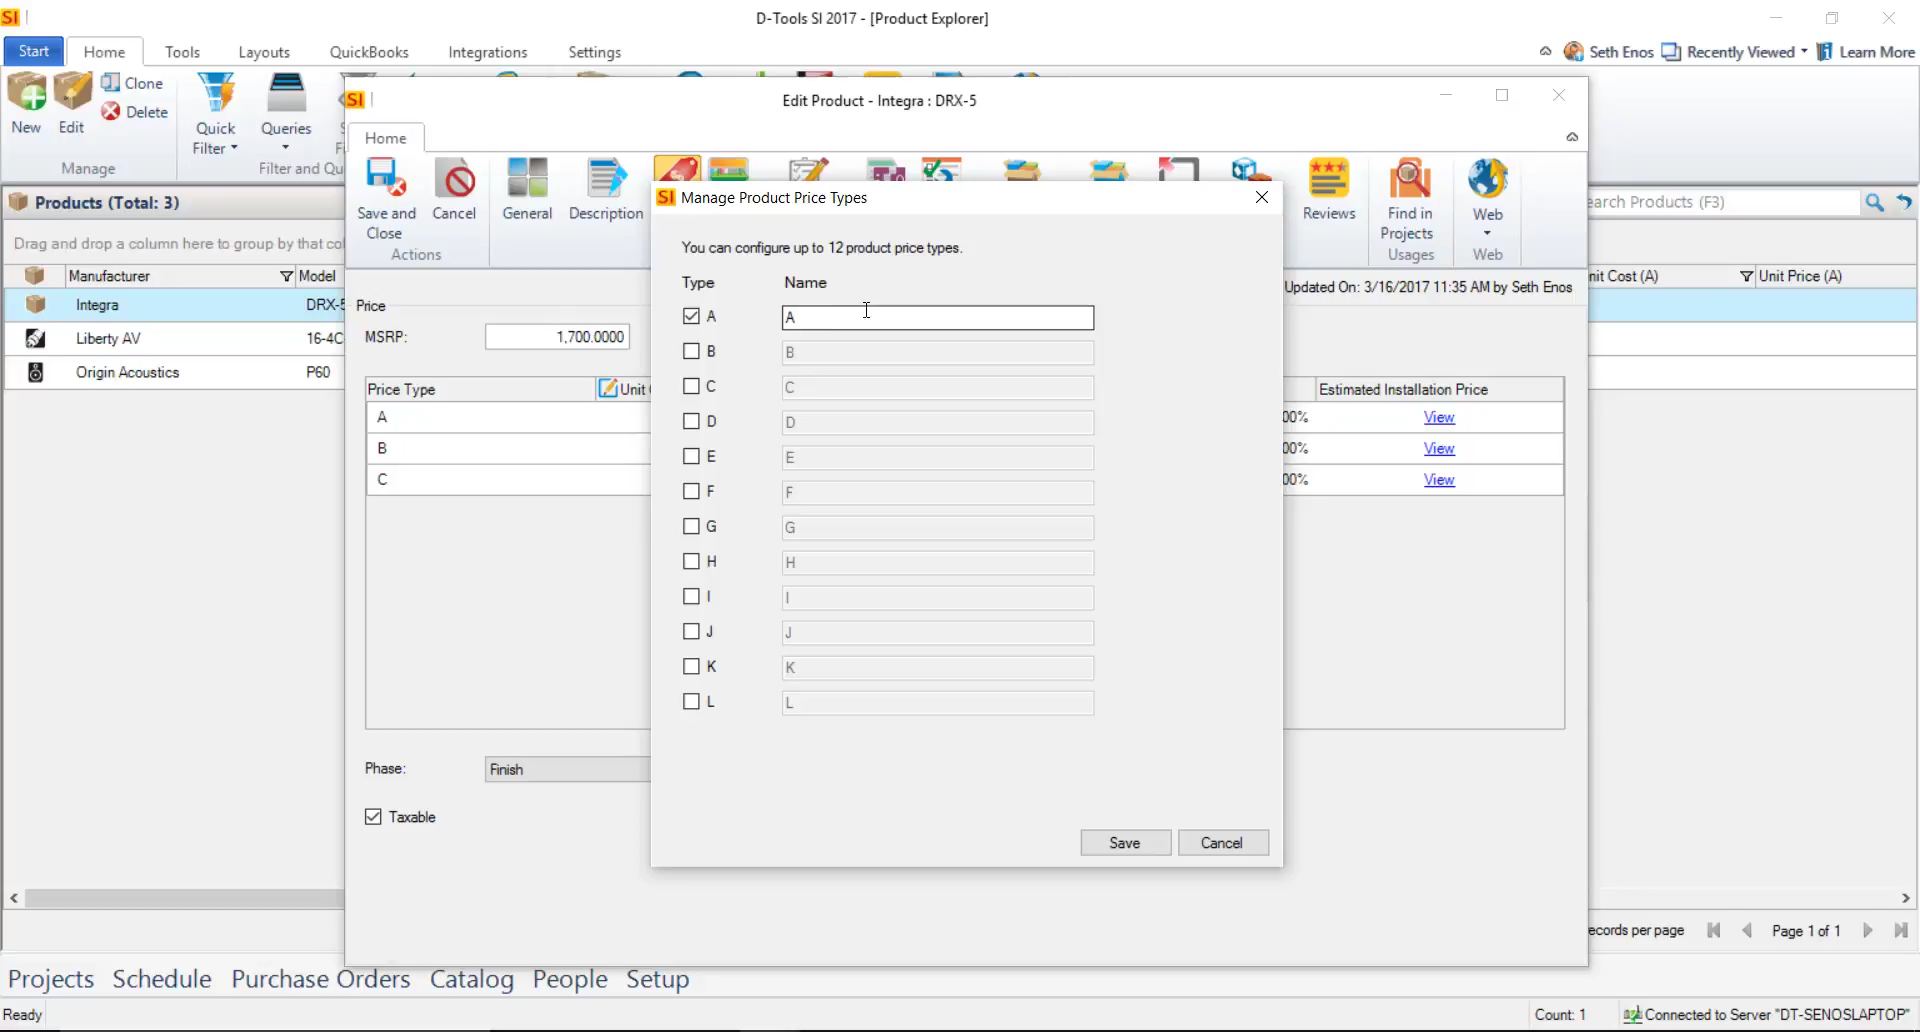 SI
D-Tools SI 2017 - [Product Explorer]
Start Home Tools Layouts QuickBooks Integrations Settings
Seth Enos Recently Viewed Learn More
New
Edit
Clone
Delete
Manage
Quick
Filter
Queries
Filter and Qu
SI
Edit Product - Integra : DRX-5
Home
Save and
Close
Cancel
Actions
General
Description
Reviews
Find in
Projects
Usages
Web
Web
Products (Total: 3)
earch Products (F3)
Drag and drop a column here to group by that col
Manufacturer Model
nit Cost (A) Unit Price (A)
Integra DRX-5
Liberty AV 16-4C
Origin Acoustics P60
Updated On: 3/16/2017 11:35 AM by Seth Enos
Price
MSRP: 1,700.0000
Price Type Unit
Estimated Installation Price
A 00% View
B 00% View
C 00% View
Phase: Finish
Taxable
SI Manage Product Price Types
You can configure up to 12 product price types.
Type Name
A A
B B
C C
D D
E E
F F
G G
H H
I I
J J
K K
L L
Save Cancel
ecords per page Page 1 of 1
Projects Schedule Purchase Orders Catalog People Setup
Ready
Count: 1 Connected to Server "DT-SENOSLAPTOP"